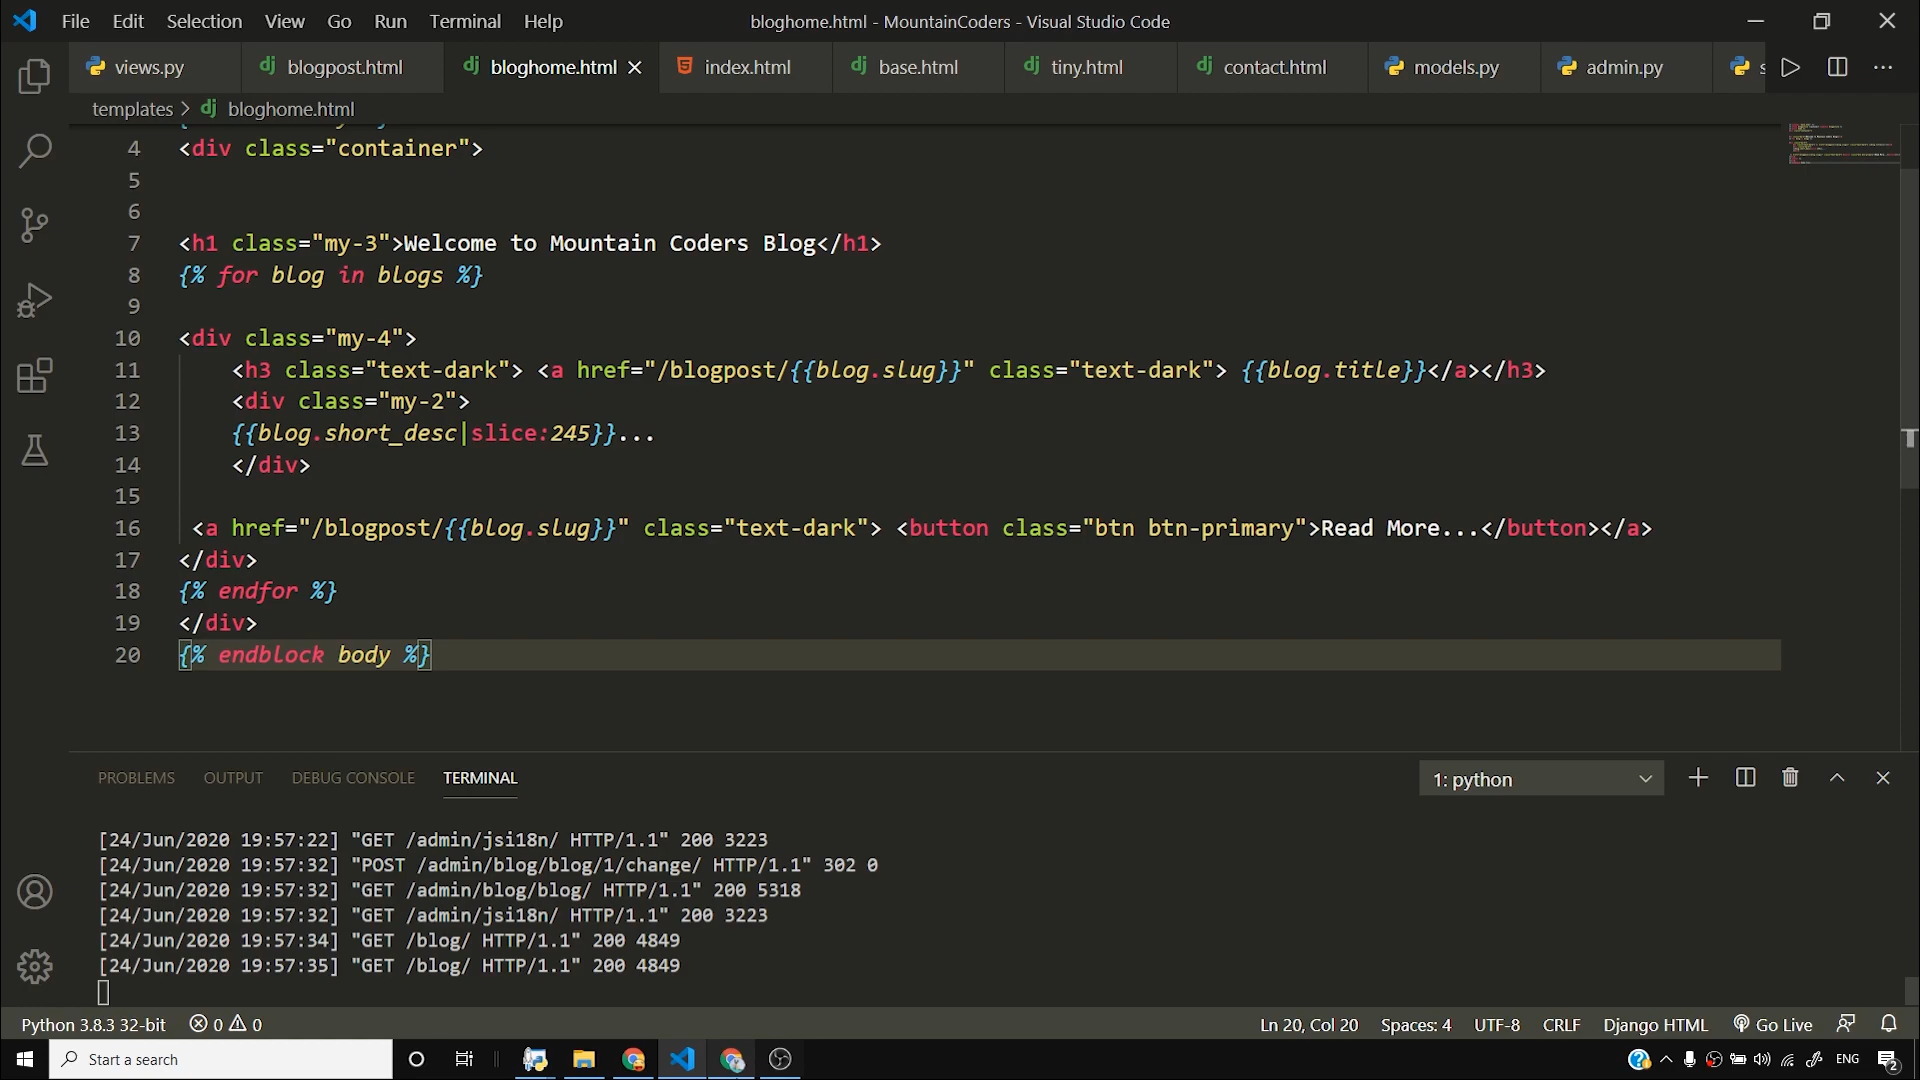 File Edit Selection View Go Run Terminal Help bloghome.html - MountainCoders - Visual Studio Code
views.py blogpost.html bloghome.html index.html base.html tiny.html contact.html models.py admin.py
templates > bloghome.html
4 <div class="container">
5
6
7 <h1 class="my-3">Welcome to Mountain Coders Blog</h1>
8 {% for blog in blogs %}
9
10 <div class="my-4">
11 <h3 class="text-dark"> <a href="/blogpost/{{blog.slug}}" class="text-dark"> {{blog.title}}</a></h3>
12 <div class="my-2">
13 {{blog.short_desc|slice:245}}...
14 </div>
15
16 <a href="/blogpost/{{blog.slug}}" class="text-dark"> <button class="btn btn-primary">Read More...</button></a>
17 </div>
18 {% endfor %}
19 </div>
20 {% endblock body %}
PROBLEMS OUTPUT DEBUG CONSOLE TERMINAL 1: python
[24/Jun/2020 19:57:22] "GET /admin/jsi18n/ HTTP/1.1" 200 3223
[24/Jun/2020 19:57:32] "POST /admin/blog/blog/1/change/ HTTP/1.1" 302 0
[24/Jun/2020 19:57:32] "GET /admin/blog/blog/ HTTP/1.1" 200 5318
[24/Jun/2020 19:57:32] "GET /admin/jsi18n/ HTTP/1.1" 200 3223
[24/Jun/2020 19:57:34] "GET /blog/ HTTP/1.1" 200 4849
[24/Jun/2020 19:57:35] "GET /blog/ HTTP/1.1" 200 4849
Python 3.8.3 32-bit 0 0 Ln 20, Col 20 Spaces: 4 UTF-8 CRLF Django HTML Go Live
Start a search ENG 2